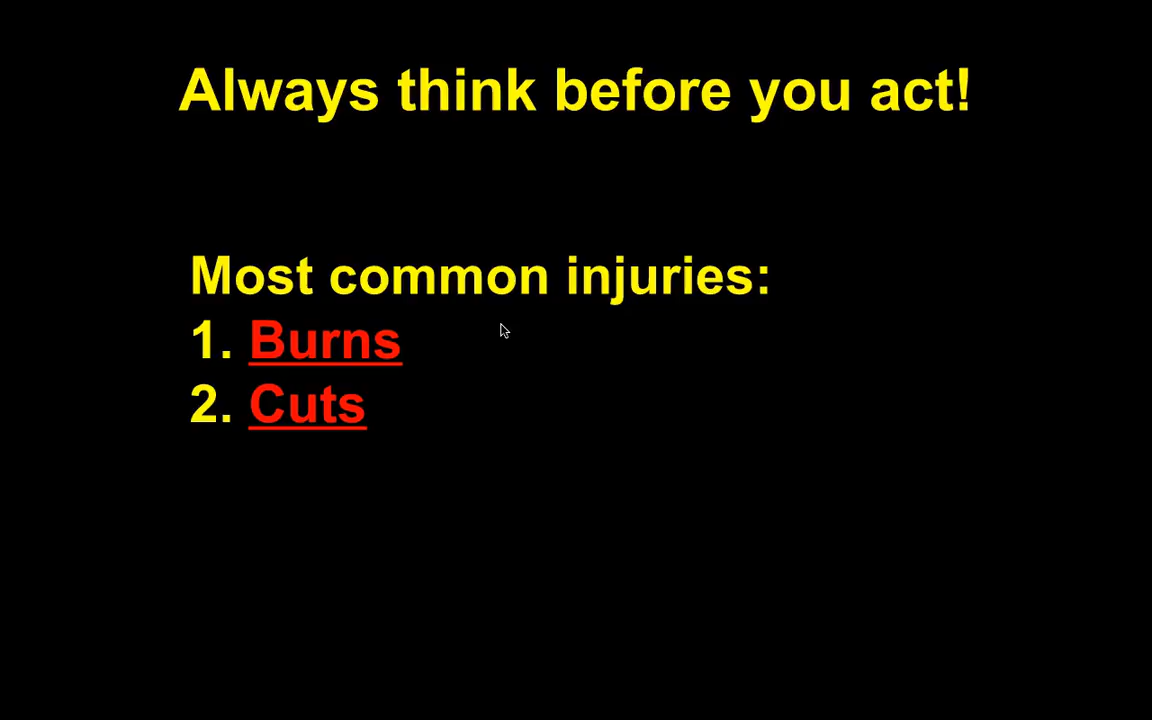 Always think before you act!
Most common injuries:
1. Burns
2. Cuts